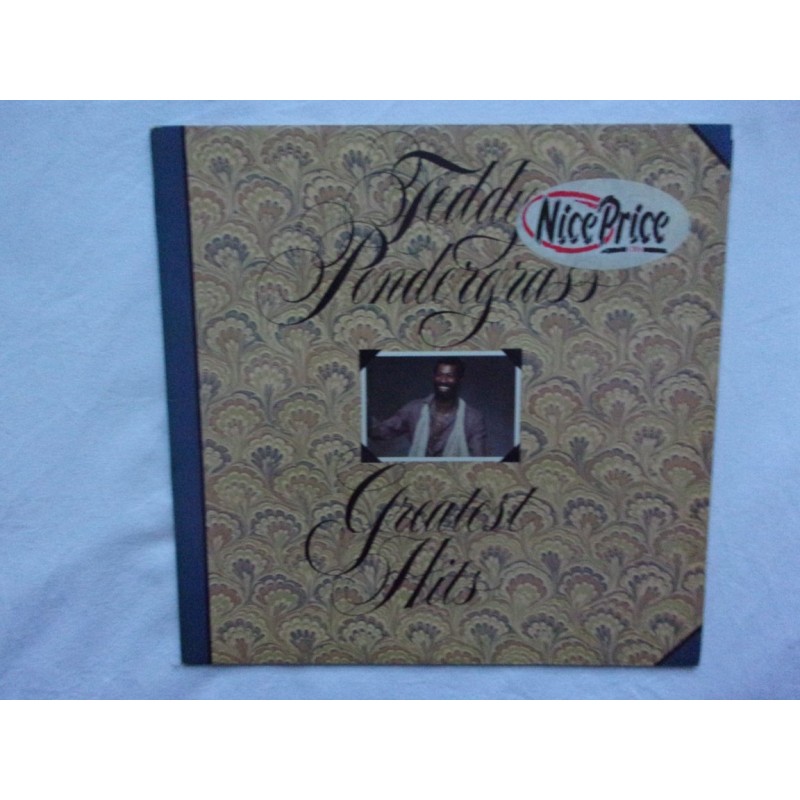 Teddy
Nice Price
Pendergrass
Greatest
Hits